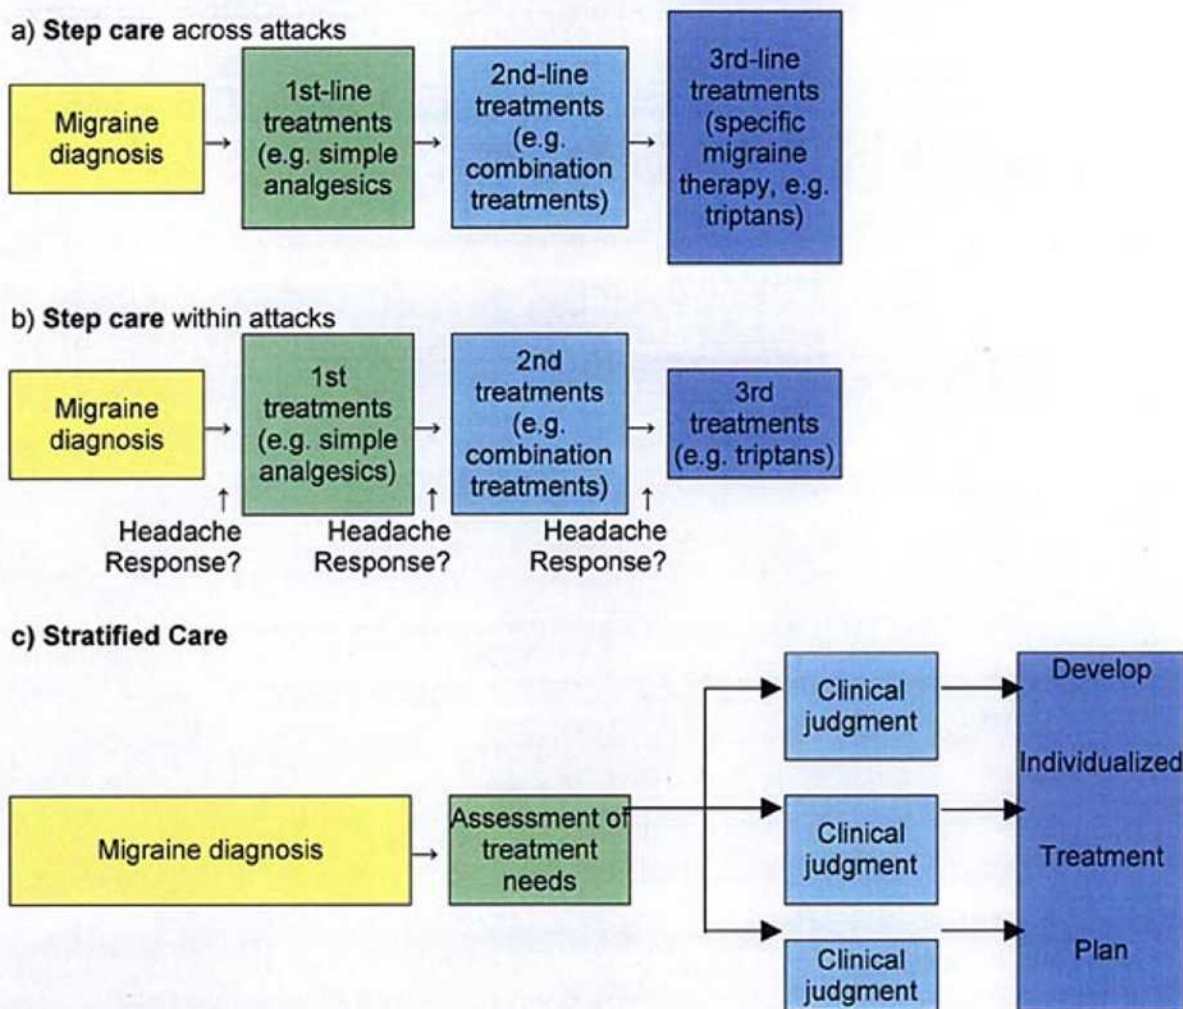 a) Step care across attacks
Migraine
diagnosis
→
1st-line
treatments
(e.g. simple
analgesics
→
2nd-line
treatments
(e.g.
combination
treatments)
→
3rd-line
treatments
(specific
migraine
therapy, e.g.
triptans)
b) Step care within attacks
Migraine
diagnosis
→
1st
treatments
(e.g. simple
analgesics)
→
2nd
treatments
(e.g.
combination
treatments)
→
3rd
treatments
(e.g. triptans)
↑
Headache
Response?
↑
Headache
Response?
↑
Headache
Response?
c) Stratified Care
Migraine diagnosis
→
Assessment of
treatment
needs
Clinical
judgment
Clinical
judgment
Clinical
judgment
Develop
Individualized
Treatment
Plan